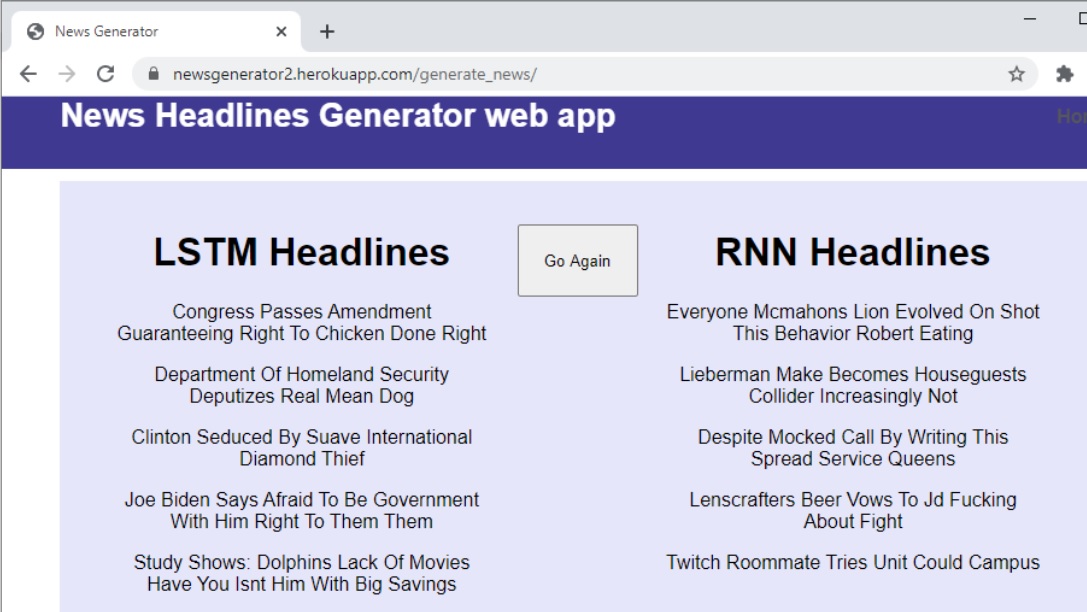 News Generator
newsgenerator2.herokuapp.com/generate_news/
News Headlines Generator web app
LSTM Headlines
Congress Passes Amendment
Guaranteeing Right To Chicken Done Right
Department Of Homeland Security
Deputizes Real Mean Dog
Clinton Seduced By Suave International
Diamond Thief
Joe Biden Says Afraid To Be Government
With Him Right To Them Them
Study Shows: Dolphins Lack Of Movies
Have You Isnt Him With Big Savings
Go Again
RNN Headlines
Everyone Mcmahons Lion Evolved On Shot
This Behavior Robert Eating
Lieberman Make Becomes Houseguests
Collider Increasingly Not
Despite Mocked Call By Writing This
Spread Service Queens
Lenscrafters Beer Vows To Jd Fucking
About Fight
Twitch Roommate Tries Unit Could Campus